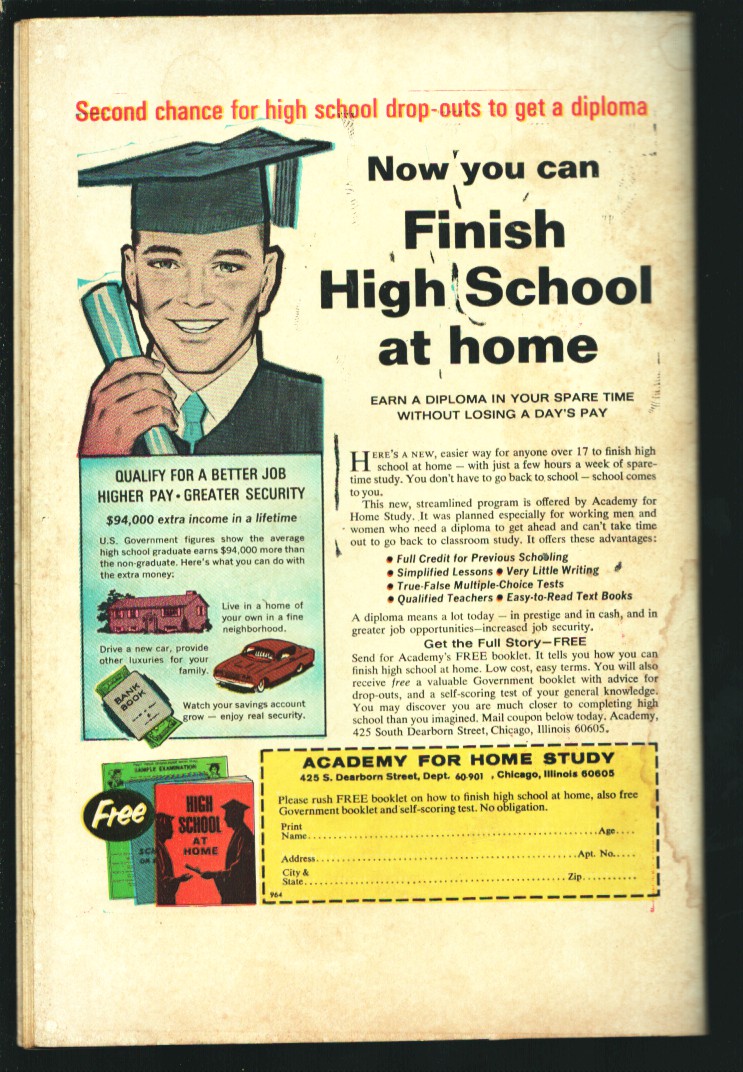 Second chance for high school drop-outs to get a diploma
Now you can
Finish
High School
at home
EARN A DIPLOMA IN YOUR SPARE TIME
WITHOUT LOSING A DAY'S PAY
HERE'S A NEW, easier way for anyone over 17 to finish high
school at home — with just a few hours a week of spare-
time study. You don't have to go back to school — school comes
to you.
This new, streamlined program is offered by Academy for
Home Study. It was planned especially for working men and
women who need a diploma to get ahead and can't take time
out to go back to classroom study. It offers these advantages:
• Full Credit for Previous Schooling
• Simplified Lessons • Very Little Writing
• True-False Multiple-Choice Tests
• Qualified Teachers • Easy-to-Read Text Books
A diploma means a lot today — in prestige and in cash, and in
greater job opportunities—increased job security.
Get the Full Story—FREE
Send for Academy's FREE booklet. It tells you how you can
finish high school at home. Low cost, easy terms. You will also
receive free a valuable Government booklet with advice for
drop-outs, and a self-scoring test of your general knowledge.
You may discover you are much closer to completing high
school than you imagined. Mail coupon below today. Academy,
425 South Dearborn Street, Chicago, Illinois 60605.
QUALIFY FOR A BETTER JOB
HIGHER PAY • GREATER SECURITY
$94,000 extra income in a lifetime
U.S. Government figures show the average
high school graduate earns $94,000 more than
the non-graduate. Here's what you can do with
the extra money:
Live in a home of
your own in a fine
neighborhood.
Drive a new car, provide
other luxuries for your
family.
BANK
BOOK
Watch your savings account
grow — enjoy real security.
SAMPLE EXAMINATION
Free
HIGH
SCHOOL
AT
HOME
ACADEMY FOR HOME STUDY
425 S. Dearborn Street, Dept. 60-901 , Chicago, Illinois 60605
Please rush FREE booklet on how to finish high school at home, also free
Government booklet and self-scoring test. No obligation.
Print
Name..........Age....
Address..........Apt. No.....
City &
State..........Zip..........
964